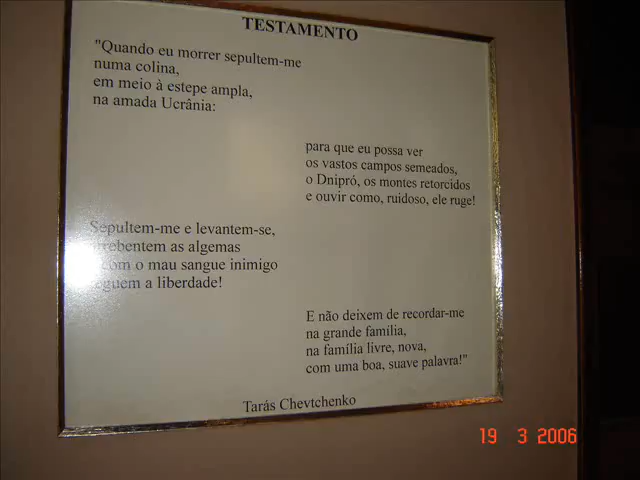 TESTAMENTO
"Quando eu morrer sepultem-me
numa colina,
em meio à estepe ampla,
na amada Ucrânia:
para que eu possa ver
os vastos campos semeados,
o Dnipró, os montes retorcidos
e ouvir como, ruidoso, ele ruge!
Sepultem-me e levantem-se,
arrebentem as algemas
com o mau sangue inimigo
a liberdade!
E não deixem de recordar-me
na grande família,
na família livre, nova,
com uma boa, suave palavra!"
Tarás Chevtchenko
19 3 2006